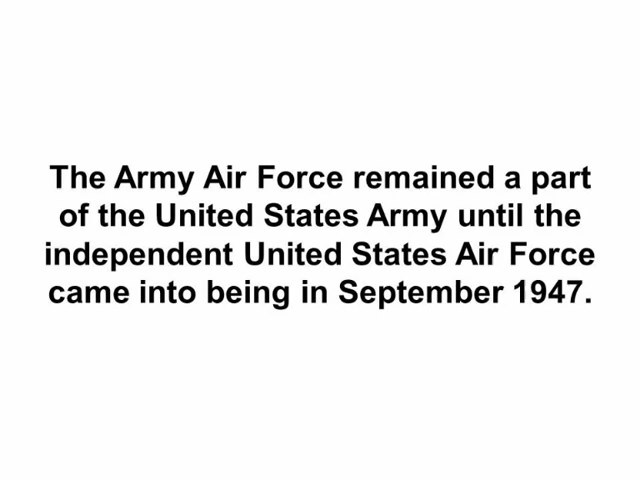 The Army Air Force remained a part
of the United States Army until the
independent United States Air Force
came into being in September 1947.